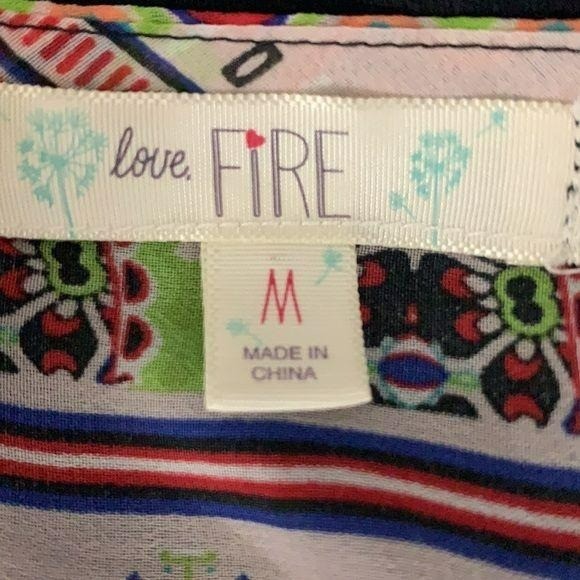 love, FiRE
M
MADE IN
CHINA